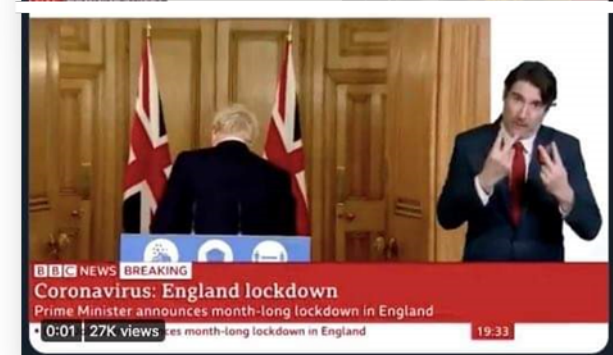 BBC NEWS BREAKING
Coronavirus: England lockdown
Prime Minister announces month-long lockdown in England
0:01 27K views ces month-long lockdown in England 19:33